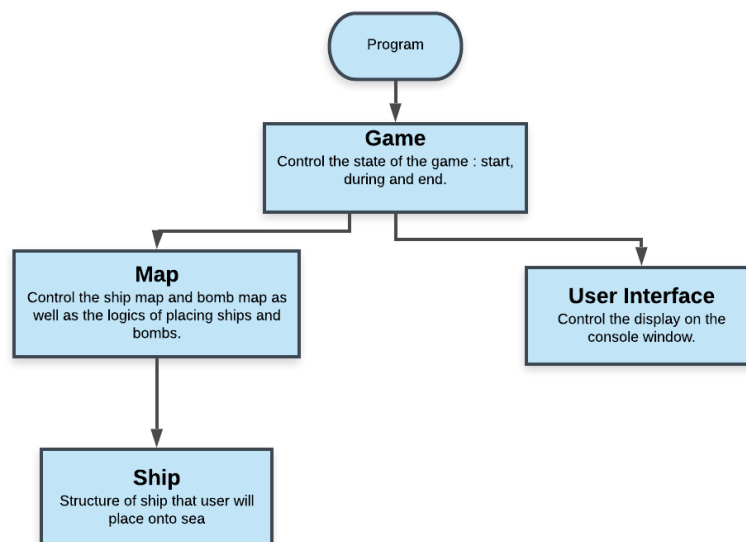 Program
Game
Control the state of the game : start,
during and end.
Map
Control the ship map and bomb map as
well as the logics of placing ships and
bombs.
User Interface
Control the display on the
console window.
Ship
Structure of ship that user will
place onto sea